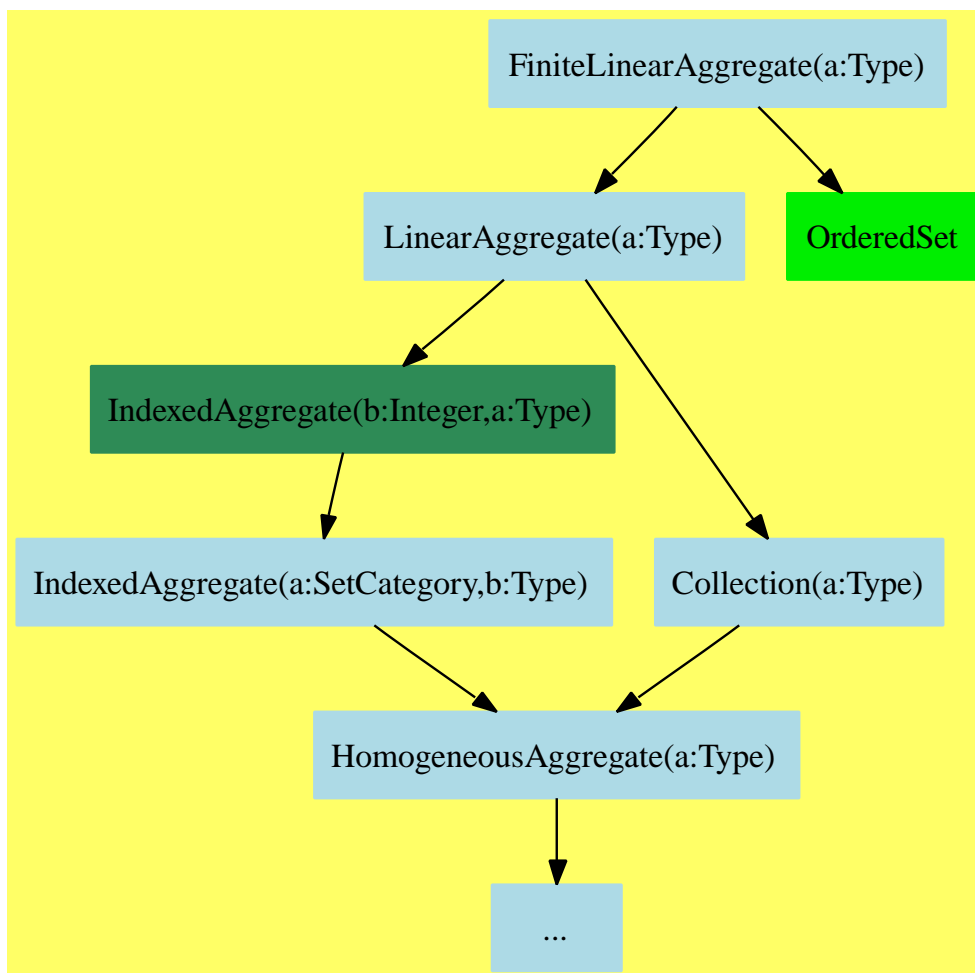 FiniteLinearAggregate(a:Type)
LinearAggregate(a:Type)
OrderedSet
IndexedAggregate(b:Integer,a:Type)
IndexedAggregate(a:SetCategory,b:Type)
Collection(a:Type)
HomogeneousAggregate(a:Type)
...